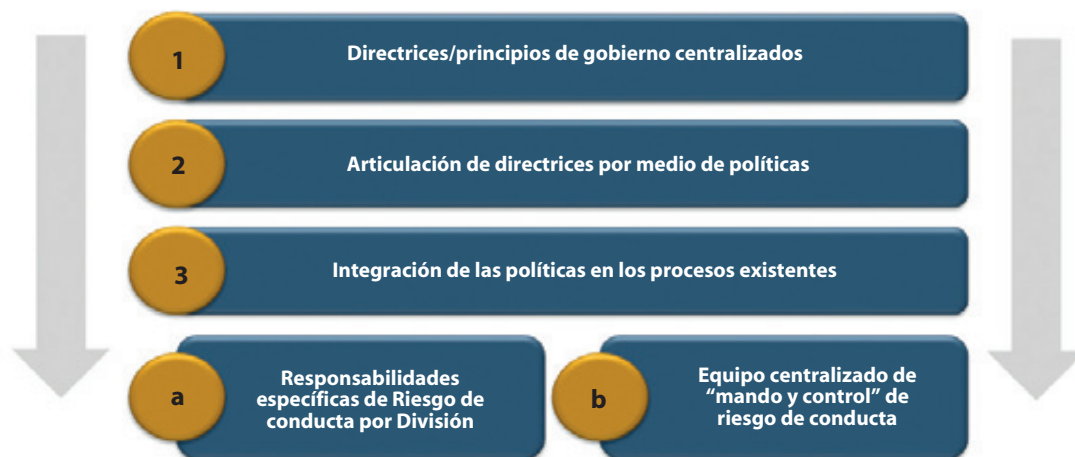 1
Directrices/principios de gobierno centralizados
2
Articulación de directrices por medio de políticas
3
Integración de las políticas en los procesos existentes
a
Responsabilidades
específicas de Riesgo de
conducta por División
b
Equipo centralizado de
“mando y control” de
riesgo de conducta